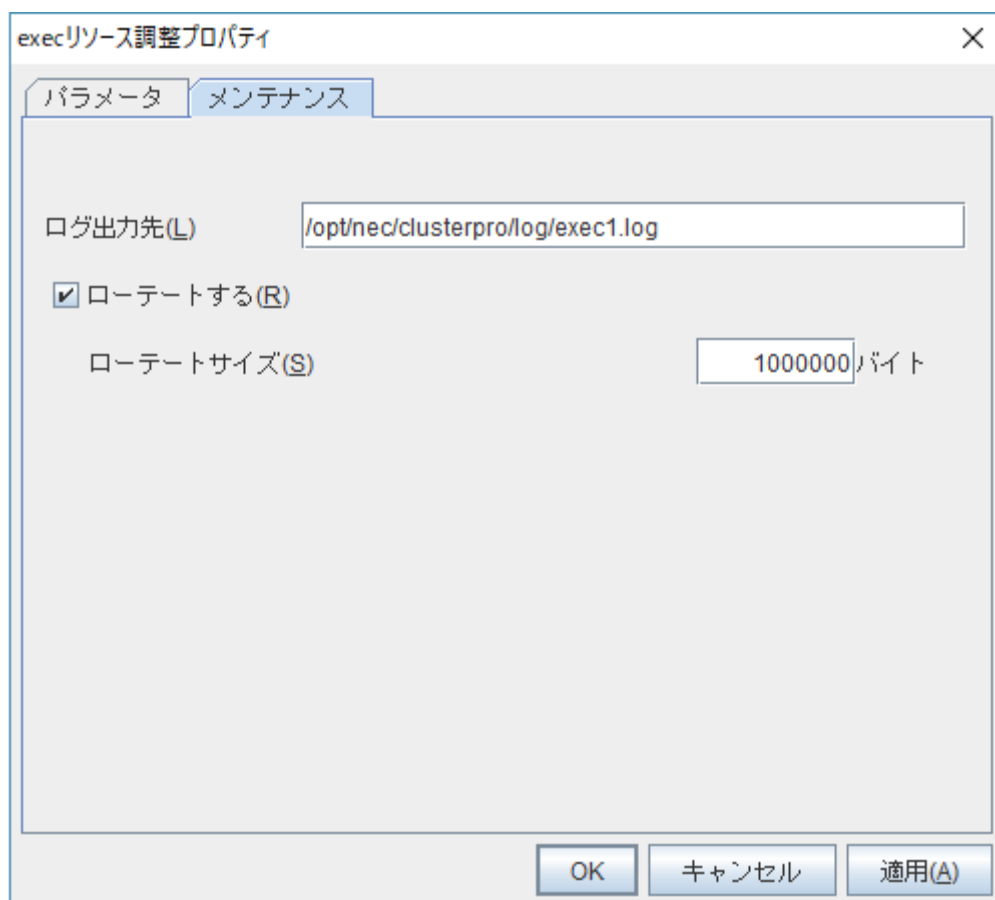 execリソース調整プロパティ
パラメータ メンテナンス
ログ出力先(L) /opt/nec/clusterpro/log/exec1.log
ローテートする(R)
ローテートサイズ(S) 1000000 バイト
OK キャンセル 適用(A)